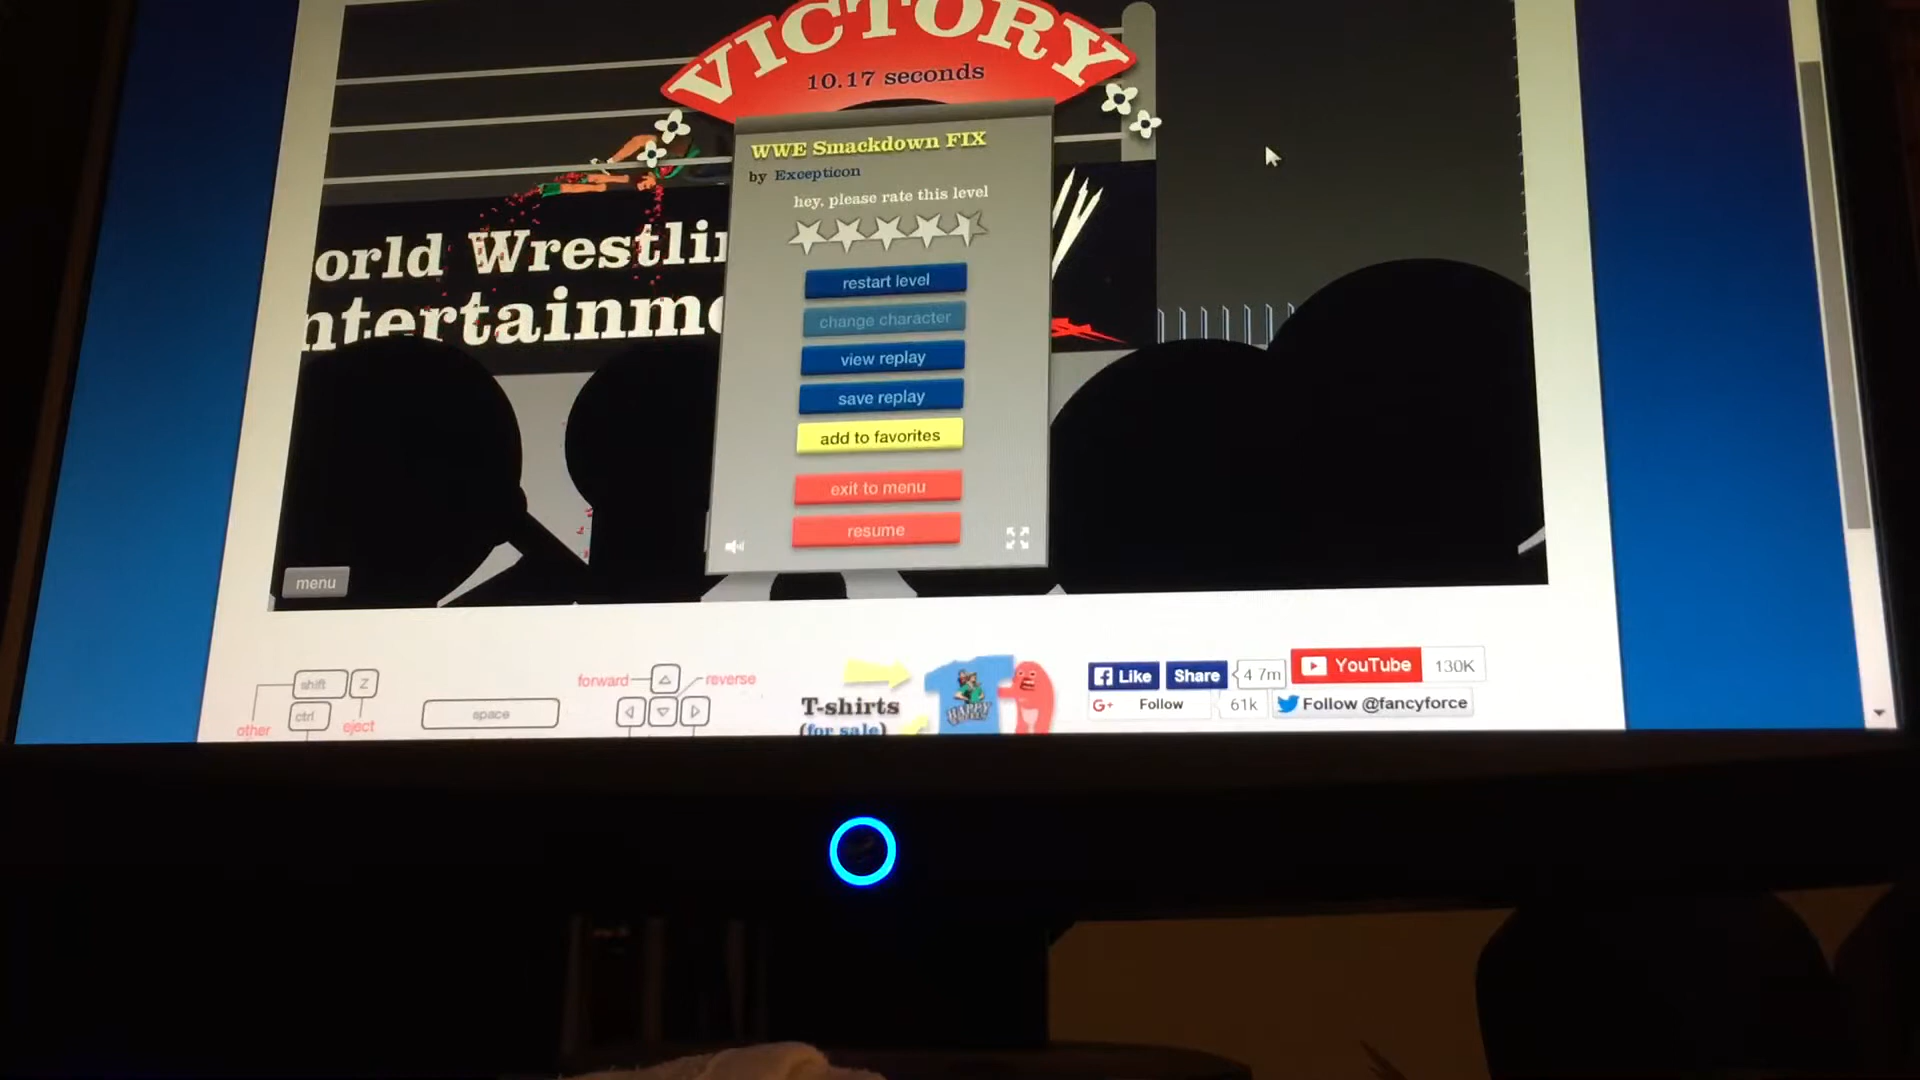 VICTORY
10.17 seconds
WWE Smackdown FIX
by Excepticon
hey, please rate this level
orld Wrestlin
ntertainme
restart level
change character
view replay
save replay
add to favorites
exit to menu
resume
menu
shift Z
ctrl
other
eject
space
forward
reverse
T-shirts
(for sale)
HAPPY
Like Share 4.7m YouTube 130K
G+ Follow 61k Follow @fancyforce